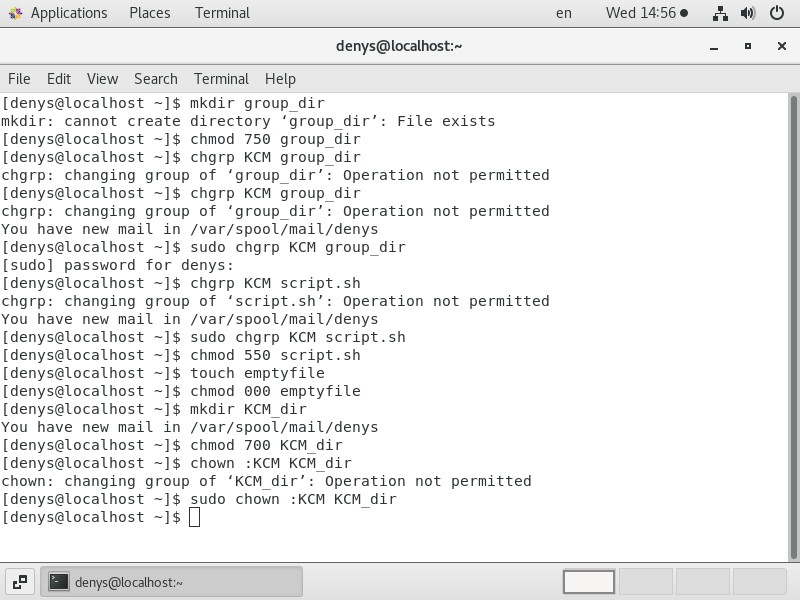 Applications Places Terminal en Wed 14:56
denys@localhost:~
File Edit View Search Terminal Help
[denys@localhost ~]$ mkdir group_dir
mkdir: cannot create directory ‘group_dir’: File exists
[denys@localhost ~]$ chmod 750 group_dir
[denys@localhost ~]$ chgrp KCM group_dir
chgrp: changing group of ‘group_dir’: Operation not permitted
[denys@localhost ~]$ chgrp KCM group_dir
chgrp: changing group of ‘group_dir’: Operation not permitted
You have new mail in /var/spool/mail/denys
[denys@localhost ~]$ sudo chgrp KCM group_dir
[sudo] password for denys:
[denys@localhost ~]$ chgrp KCM script.sh
chgrp: changing group of ‘script.sh’: Operation not permitted
You have new mail in /var/spool/mail/denys
[denys@localhost ~]$ sudo chgrp KCM script.sh
[denys@localhost ~]$ chmod 550 script.sh
[denys@localhost ~]$ touch emptyfile
[denys@localhost ~]$ chmod 000 emptyfile
[denys@localhost ~]$ mkdir KCM_dir
You have new mail in /var/spool/mail/denys
[denys@localhost ~]$ chmod 700 KCM_dir
[denys@localhost ~]$ chown :KCM KCM_dir
chown: changing group of ‘KCM_dir’: Operation not permitted
[denys@localhost ~]$ sudo chown :KCM KCM_dir
[denys@localhost ~]$
denys@localhost:~